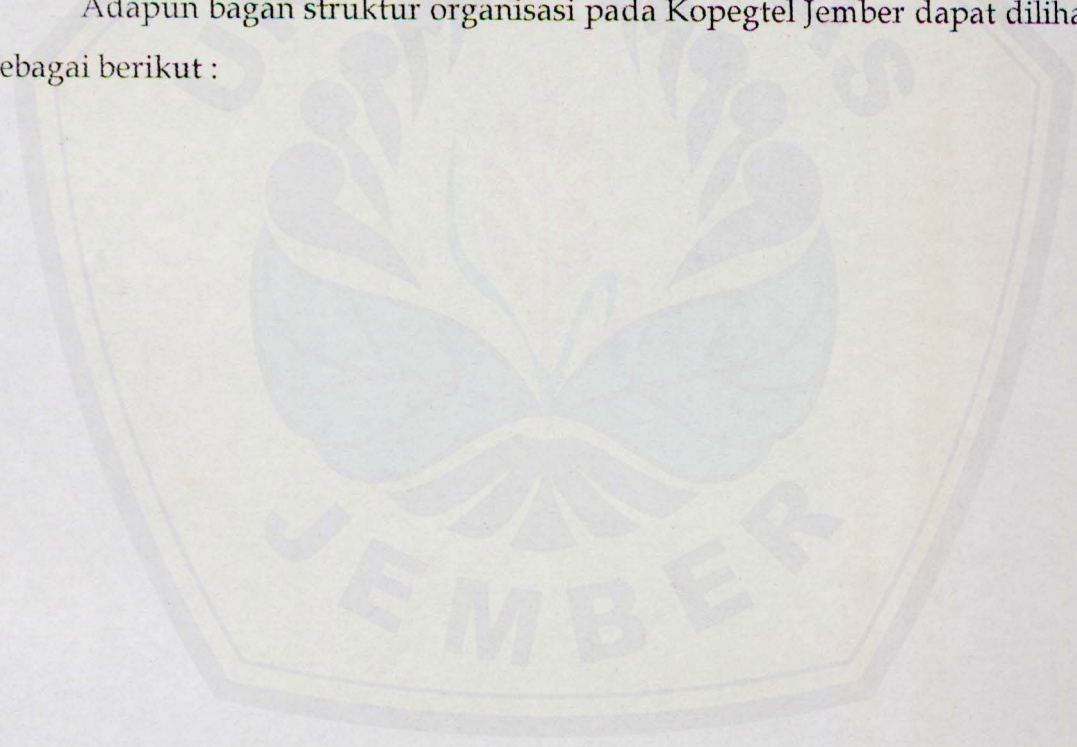 Adapun bagan struktur organisasi pada Kopegtel Jember dapat diliha
ebagai berikut :
JEMBER